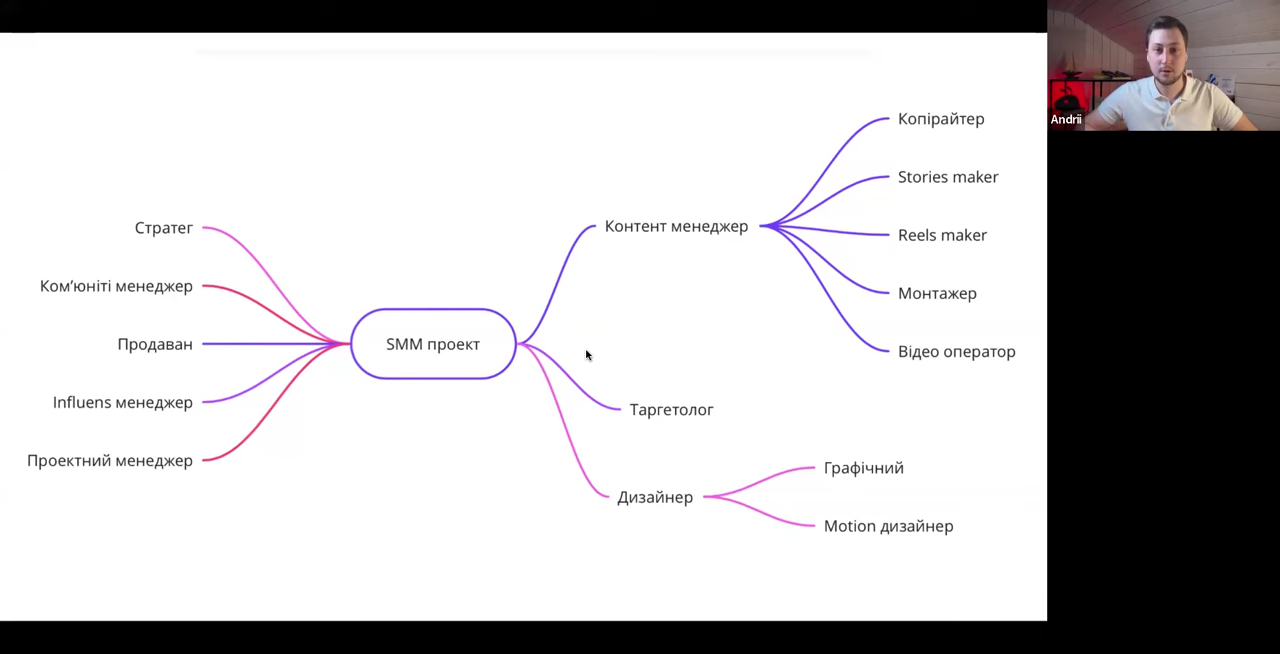 Andrii
Копірайтер
Stories maker
Контент менеджер
Reels maker
Монтажер
Відео оператор
Стратег
Ком’юніті менеджер
Продаван
SMM проект
Influens менеджер
Проектний менеджер
Таргетолог
Дизайнер
Графічний
Motion дизайнер